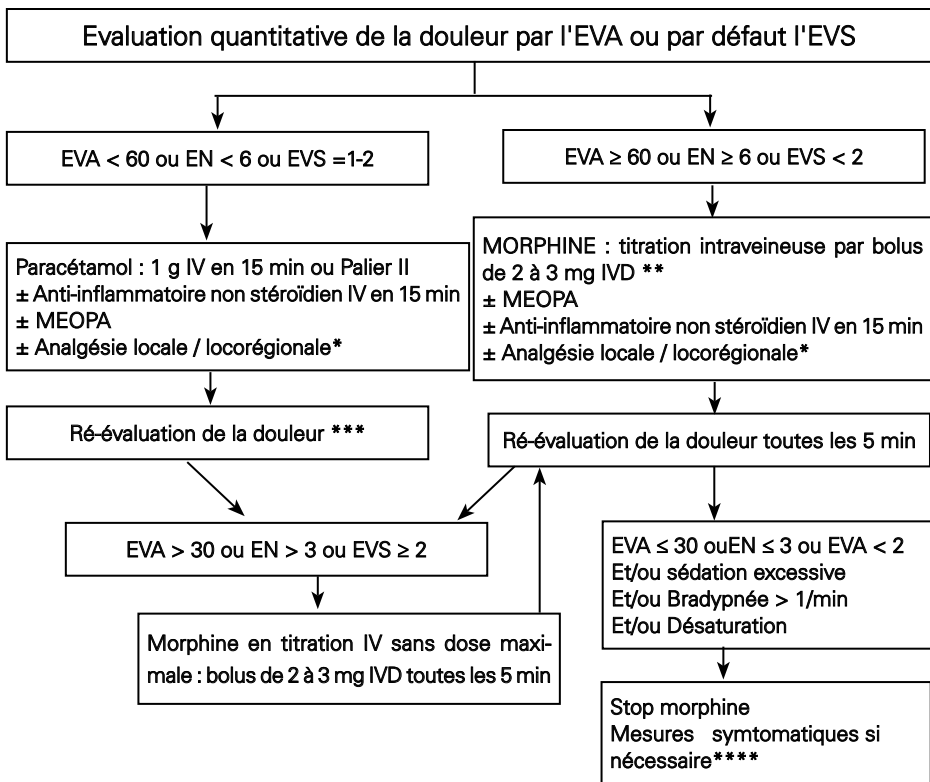 Evaluation quantitative de la douleur par l'EVA ou par défaut l'EVS
EVA < 60 ou EN < 6 ou EVS =1-2
EVA ≥ 60 ou EN ≥ 6 ou EVS < 2
Paracétamol : 1 g IV en 15 min ou Palier II
± Anti-inflammatoire non stéroïdien IV en 15 min
± MEOPA
± Analgésie locale / locorégionale*
MORPHINE : titration intraveineuse par bolus
de 2 à 3 mg IVD **
± MEOPA
± Anti-inflammatoire non stéroïdien IV en 15 min
± Analgésie locale / locorégionale*
Ré-évaluation de la douleur ***
Ré-évaluation de la douleur toutes les 5 min
EVA > 30 ou EN > 3 ou EVS ≥ 2
EVA ≤ 30 ouEN ≤ 3 ou EVA < 2
Et/ou sédation excessive
Et/ou Bradypnée > 1/min
Et/ou Désaturation
Morphine en titration IV sans dose maxi-
male : bolus de 2 à 3 mg IVD toutes les 5 min
Stop morphine
Mesures symtomatiques si
nécessaire****